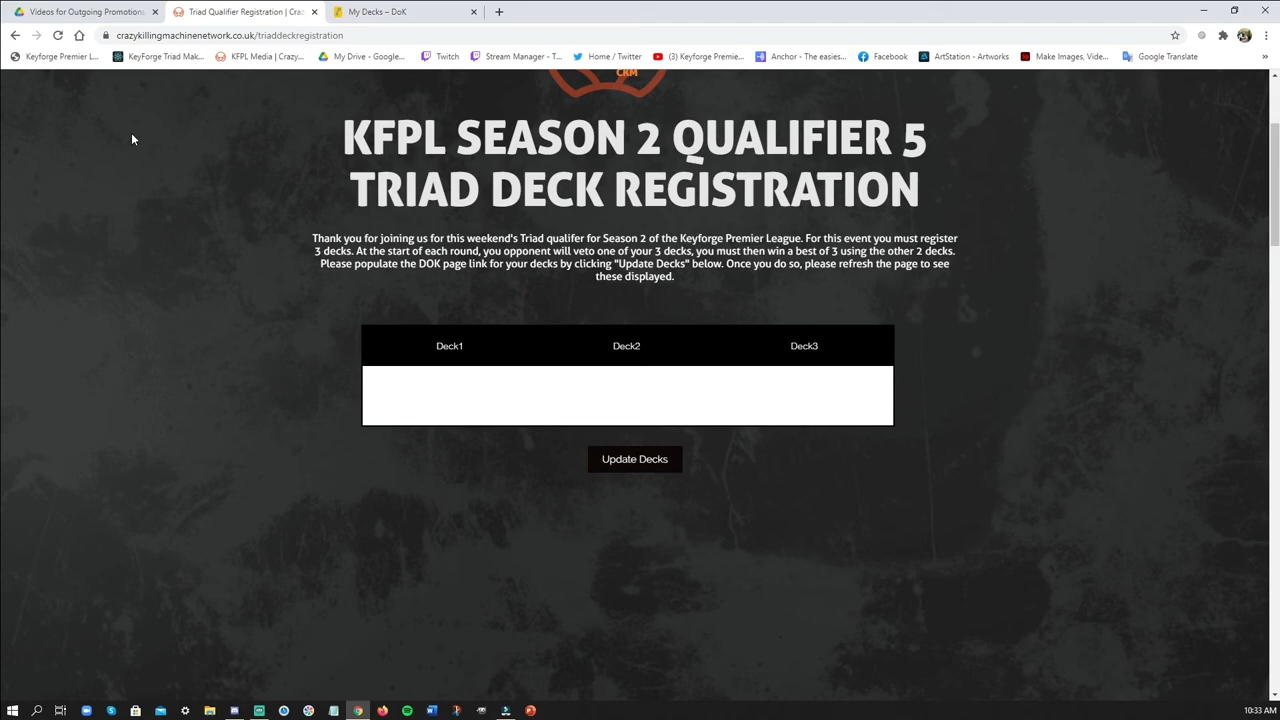 Videos for Outgoing Promotions
Triad Qualifier Registration | Craz
My Decks – DoK
crazykillingmachinenetwork.co.uk/triaddeckregistration
Keyforge Premier L...
KeyForge Triad Mak...
KFPL Media | Crazy...
My Drive - Google...
Twitch
Stream Manager - T...
Home / Twitter
(3) Keyforge Premie...
Anchor - The easies...
Facebook
ArtStation - Artworks
Make Images, Vide...
Google Translate
»
CKM
KFPL SEASON 2 QUALIFIER 5
TRIAD DECK REGISTRATION
Thank you for joining us for this weekend's Triad qualifer for Season 2 of the Keyforge Premier League. For this event you must register
3 decks. At the start of each round, you opponent will veto one of your 3 decks, you must then win a best of 3 using the other 2 decks.
Please populate the DOK page link for your decks by clicking "Update Decks" below. Once you do so, please refresh the page to see
these displayed.
Deck1
Deck2
Deck3
Update Decks
10:33 AM